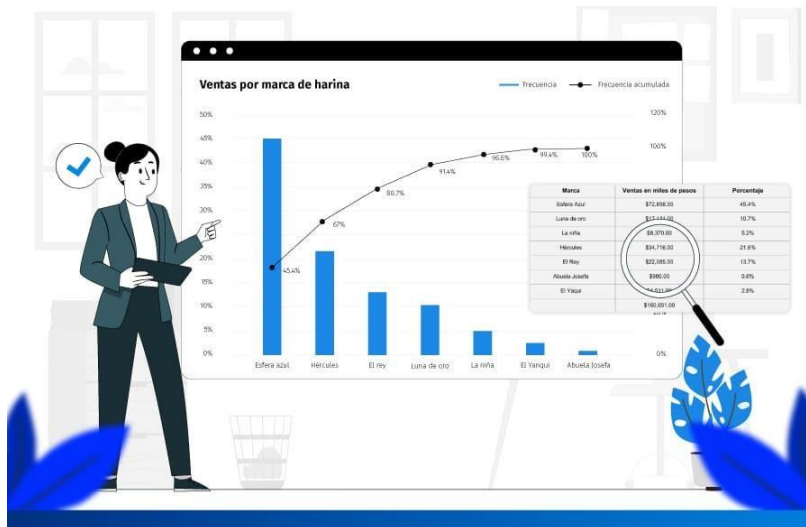 Ventas por marca de harina
Frecuencia
Frecuencia acumulada
50%
45%
40%
35%
30%
20%
15%
10%
5%
0%
120%
100%
0%
45.4%
67%
80.7%
91.4%
96.6%
99.4%
100%
Esfera azul Hércules El rey Luna de oro La niña El Yanqui Abuela Josefa
Marca Ventas en miles de pesos Porcentaje
Esfera Azul 45.4%
Luna de oro 10.7%
La niña $8,370.00 5.2%
Hércules $34,716.00 21.6%
El Rey $22,085.00 13.7%
Abuela Josefa $980.00 0.6%
El Yaqui 2.8%
$160,651.00